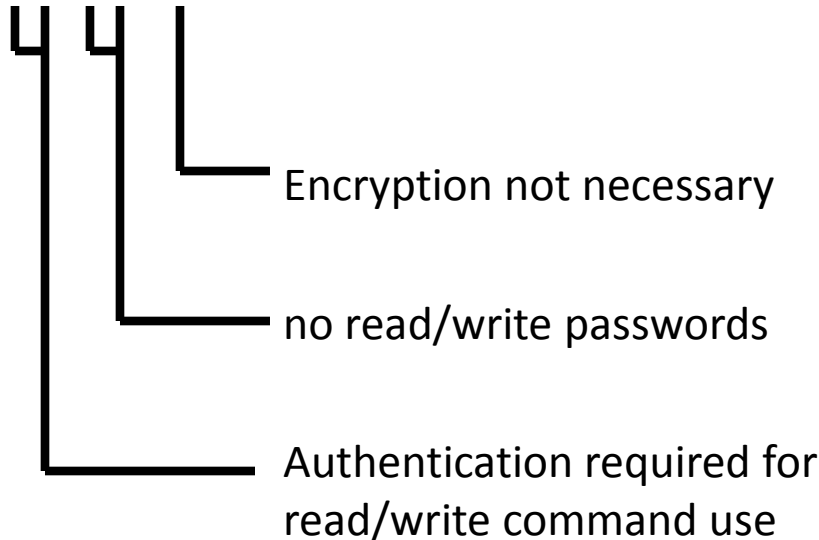 Encryption not necessary
no read/write passwords
Authentication required for
read/write command use